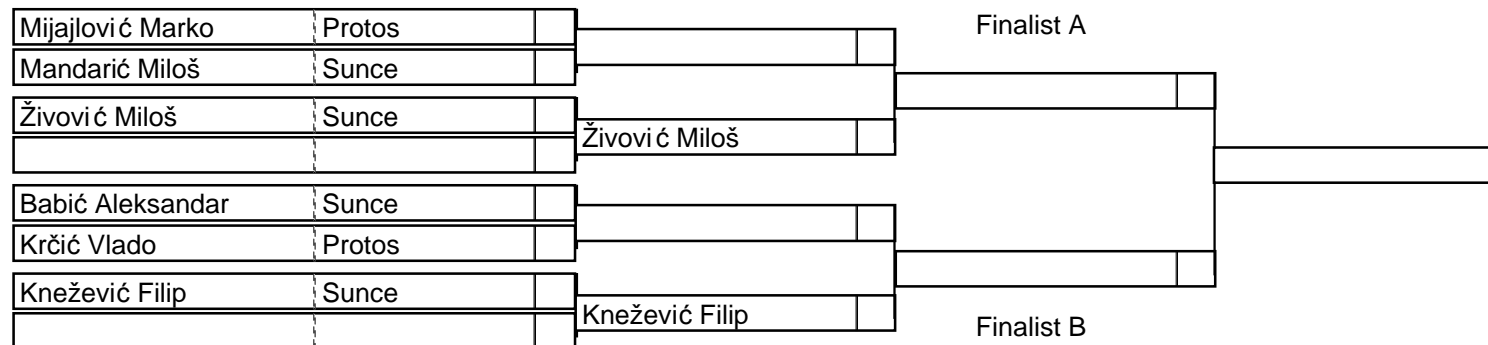 Mijajlović Marko Protos
Finalist A
Mandarić Miloš Sunce
Živović Miloš Sunce
Živović Miloš
Babić Aleksandar Sunce
Krčić Vlado Protos
Knežević Filip Sunce
Knežević Filip
Finalist B